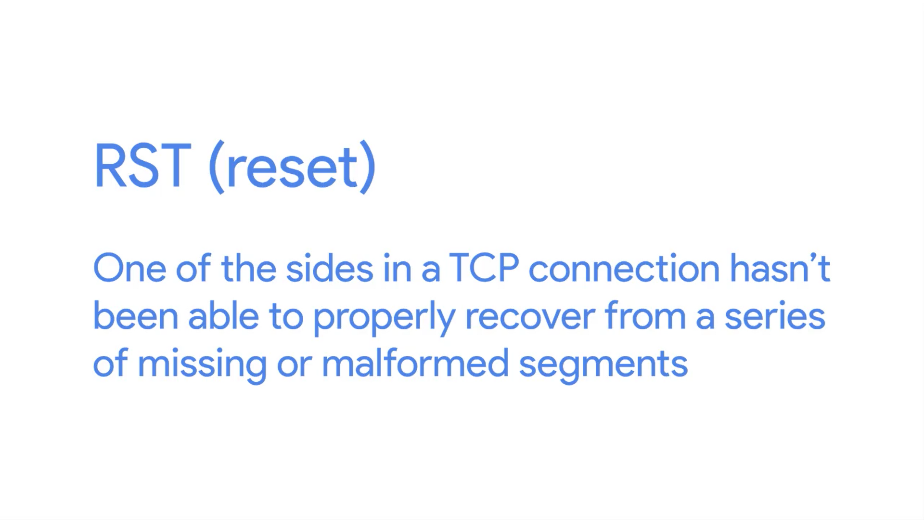 RST (reset)
One of the sides in a TCP connection hasn’t
been able to properly recover from a series
of missing or malformed segments